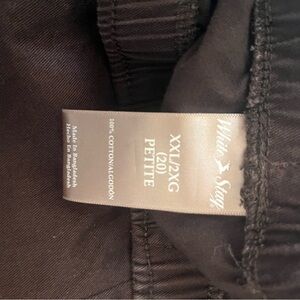 White Stag
XXL/2XG
(20)
PETITE
100% COTTON/ALGODÓN
Made In Bangladesh
Hecho En Bangladesh